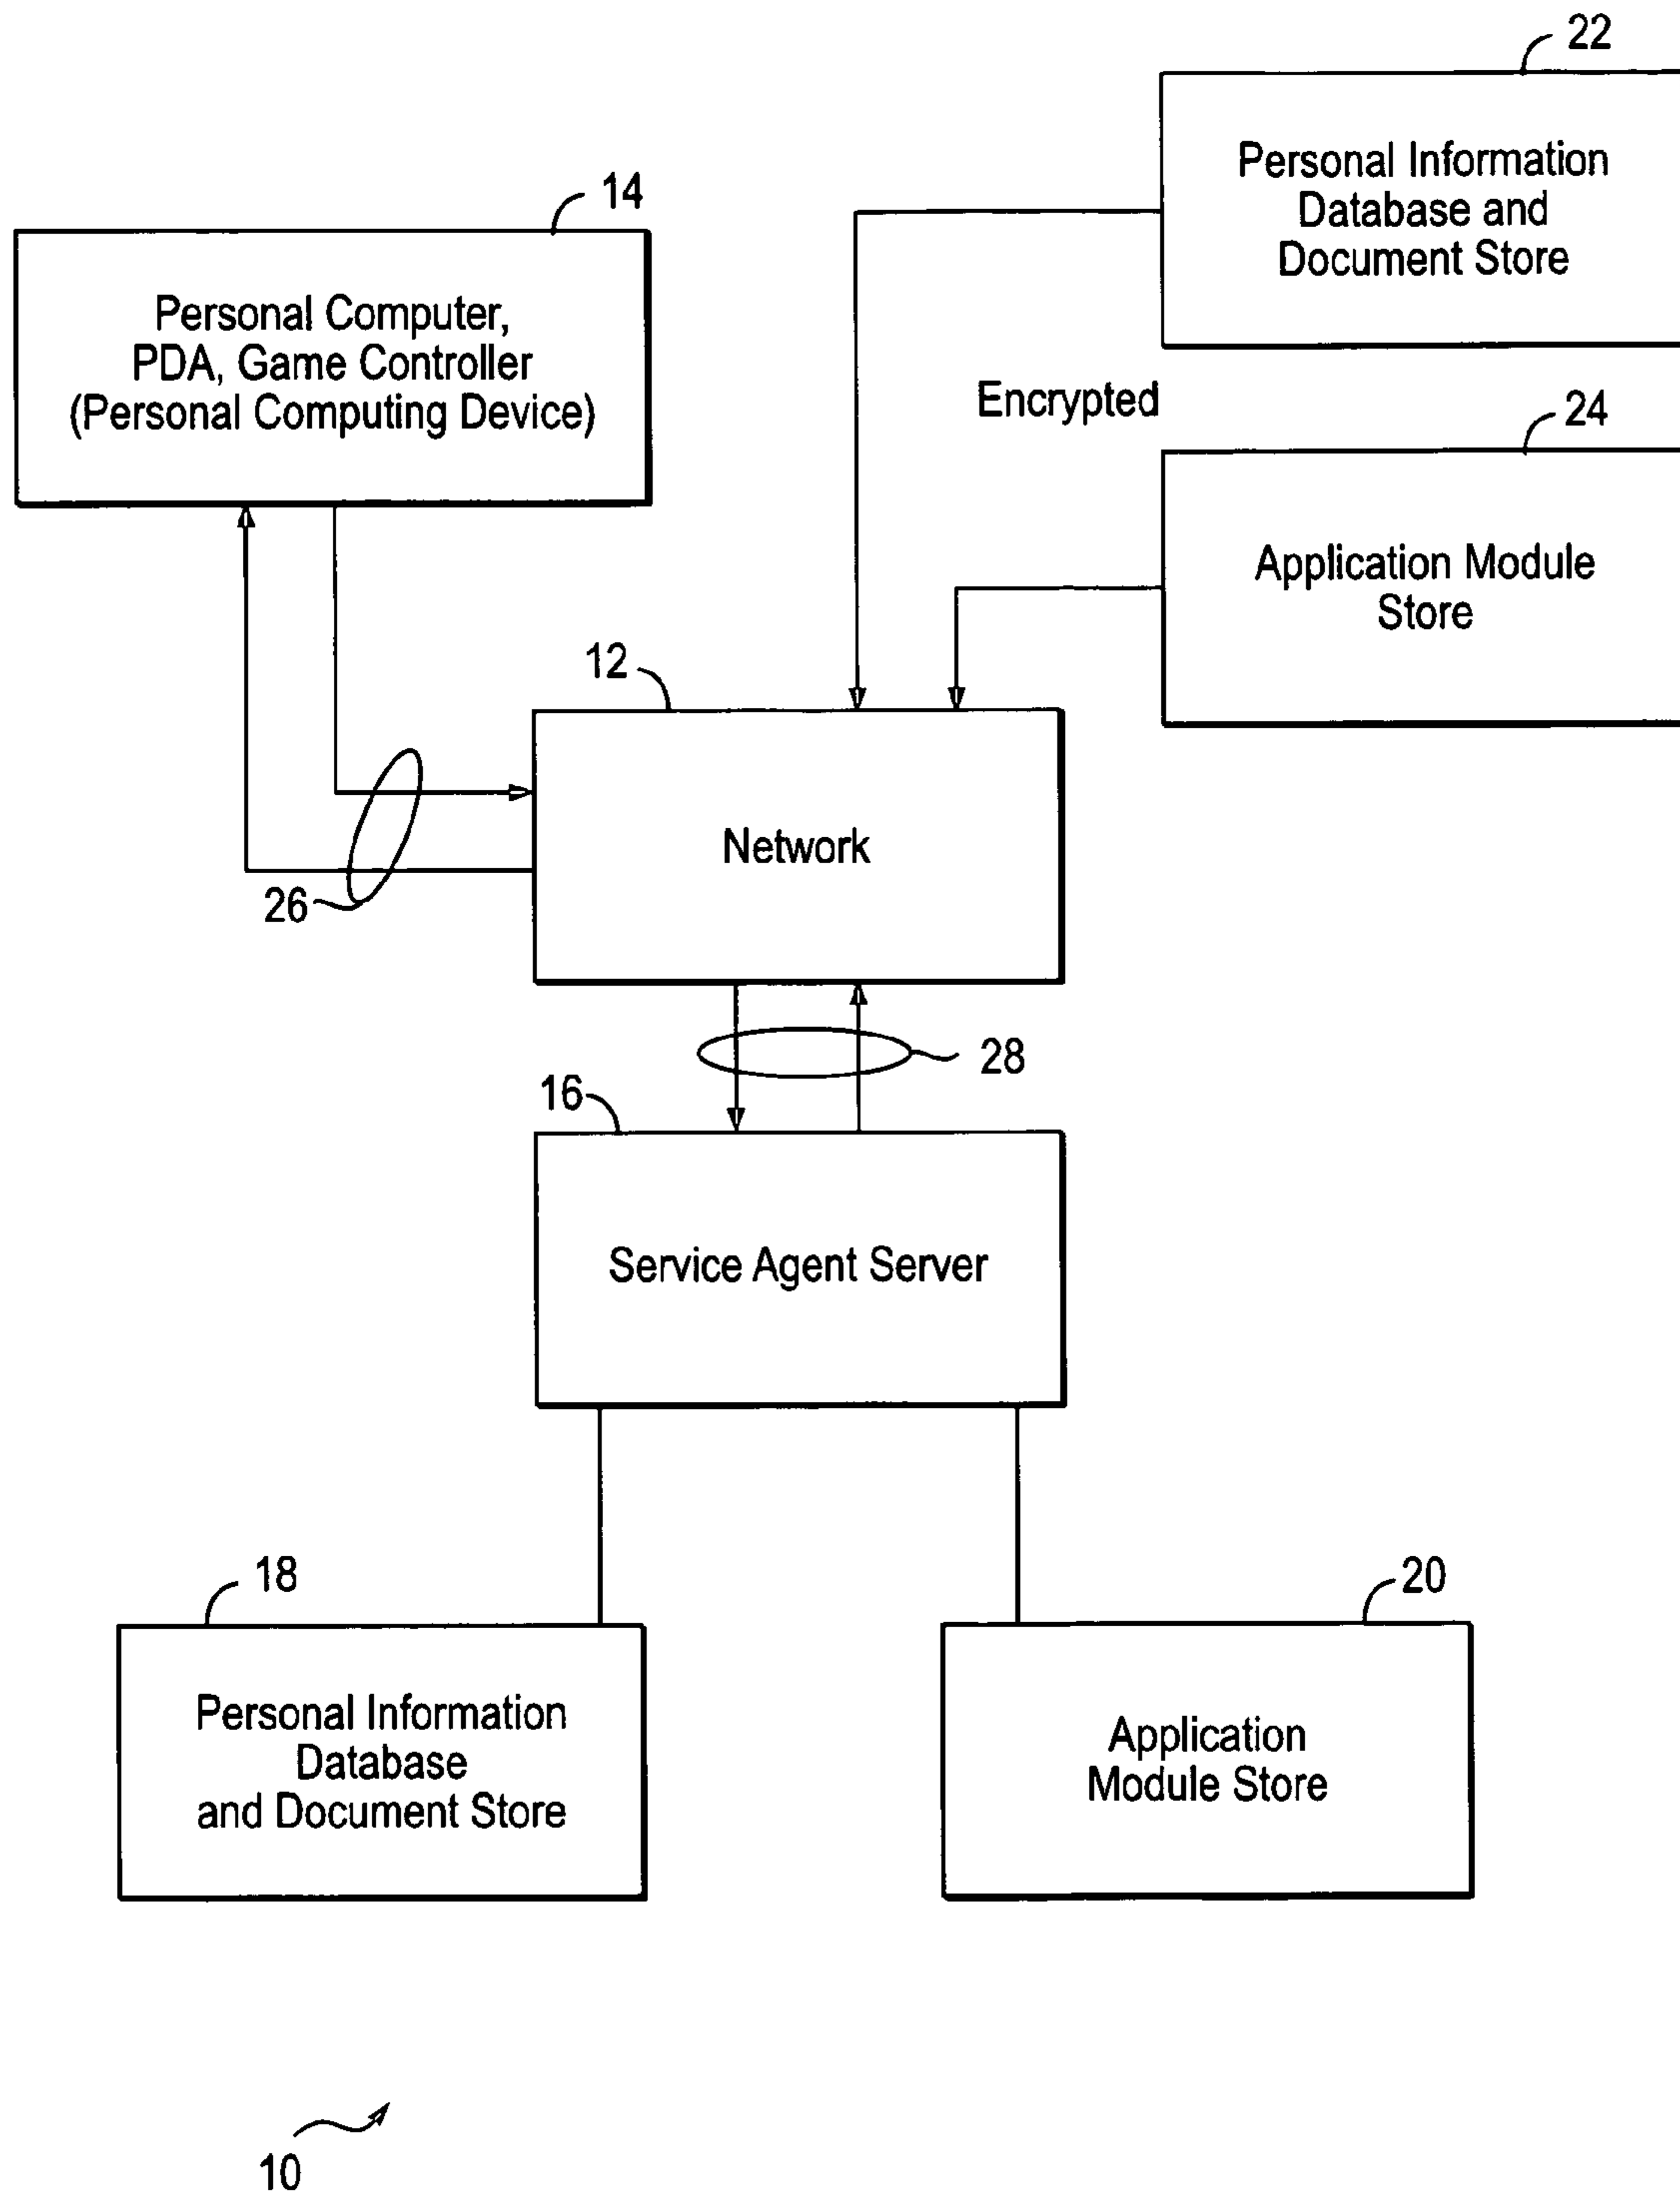 22
Personal Information
Database and
Document Store
14
Personal Computer,
PDA, Game Controller
(Personal Computing Device)
Encrypted
24
Application Module
Store
12
Network
26
28
16
Service Agent Server
18
Personal Information
Database
and Document Store
20
Application
Module Store
10